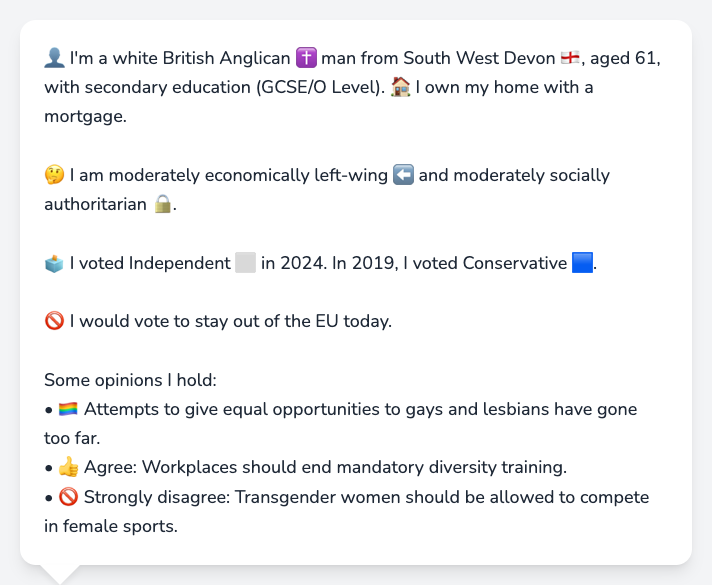 👤 I'm a white British Anglican ✝️ man from South West Devon 🏴󠁧󠁢󠁥󠁮󠁧󠁿, aged 61,
with secondary education (GCSE/O Level). 🏠 I own my home with a
mortgage.
🤔 I am moderately economically left-wing ⬅️ and moderately socially
authoritarian 🔒.
🗳️ I voted Independent ⬜ in 2024. In 2019, I voted Conservative 🟦.
🚫 I would vote to stay out of the EU today.
Some opinions I hold:
• 🏳️‍🌈 Attempts to give equal opportunities to gays and lesbians have gone
too far.
• 👍 Agree: Workplaces should end mandatory diversity training.
• 🚫 Strongly disagree: Transgender women should be allowed to compete
in female sports.